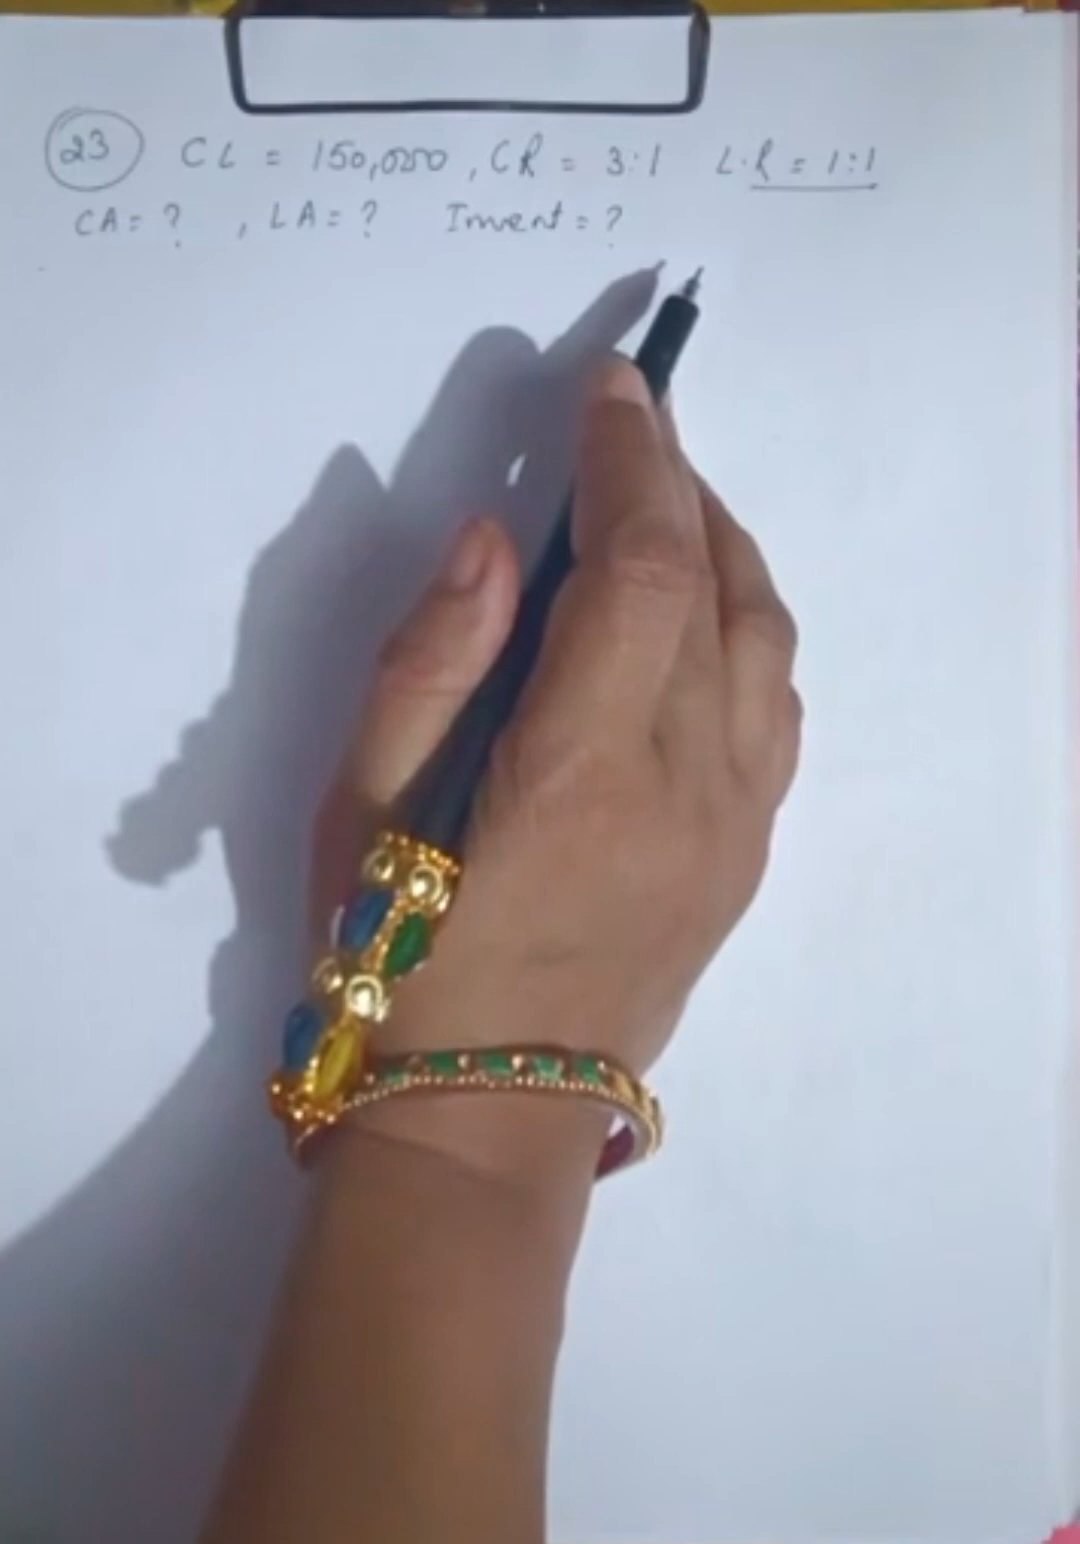 23 CL = 150,000, CR = 3:1 L.R = 1:1
CA = ? , LA = ? Invent = ?